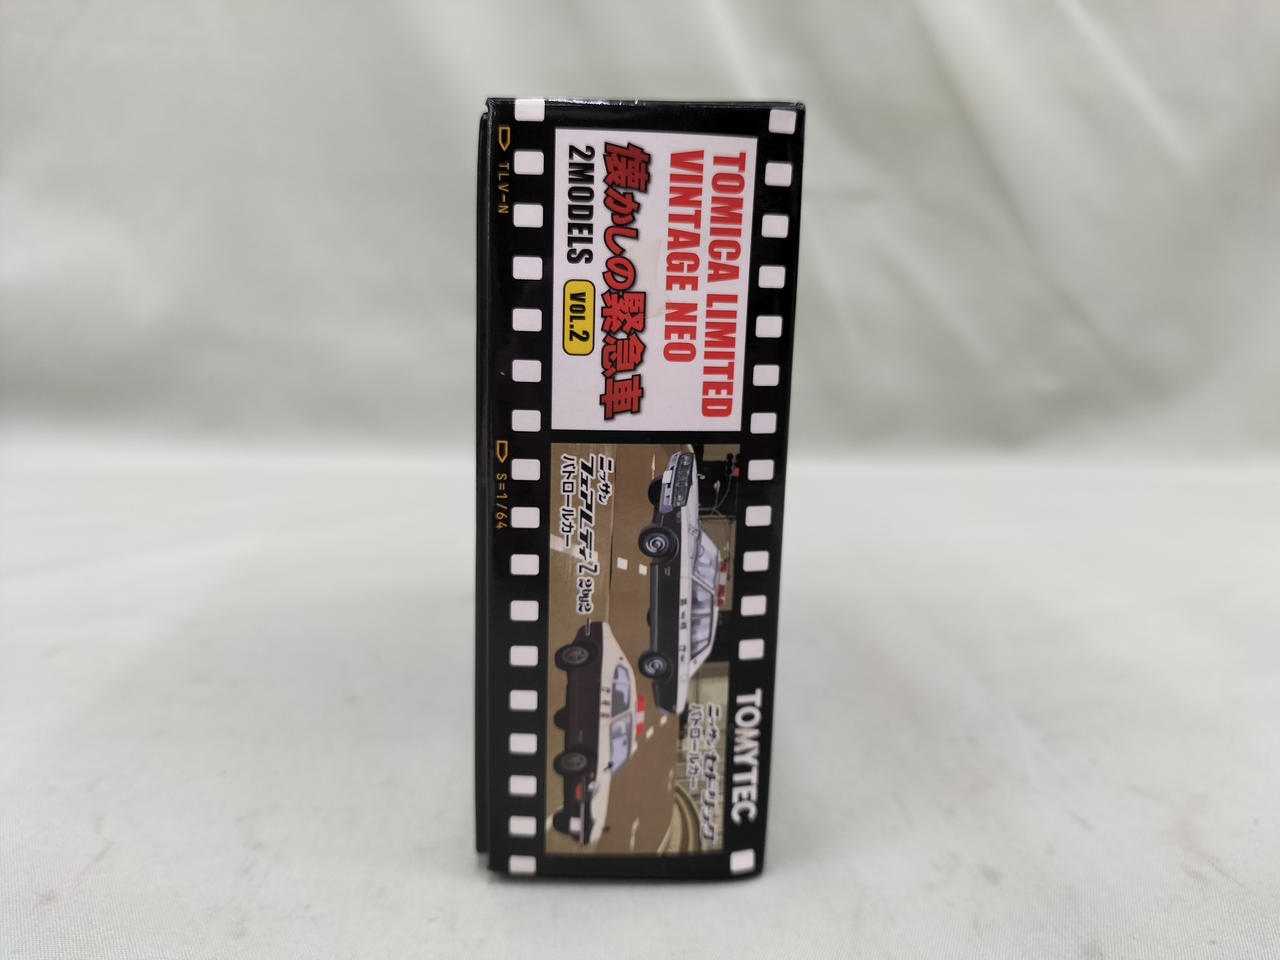 TOMICA LIMITED
VINTAGE NEO
懐かしの緊急車
2MODELS VOL.2
TLV-N
S=1/64
ニッサン
フェアレディZ 2by2
パトロールカー
ニッサン セドリック
パトロールカー
TOMYTEC